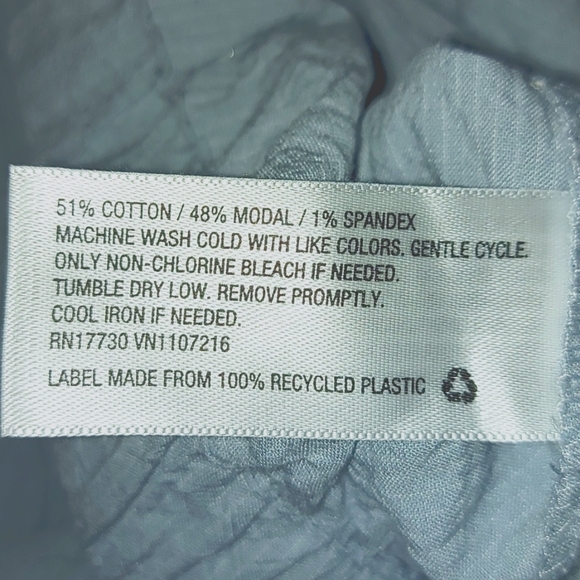 51% COTTON / 48% MODAL / 1% SPANDEX
MACHINE WASH COLD WITH LIKE COLORS. GENTLE CYCLE.
ONLY NON-CHLORINE BLEACH IF NEEDED.
TUMBLE DRY LOW. REMOVE PROMPTLY.
COOL IRON IF NEEDED.
RN17730 VN1107216
LABEL MADE FROM 100% RECYCLED PLASTIC